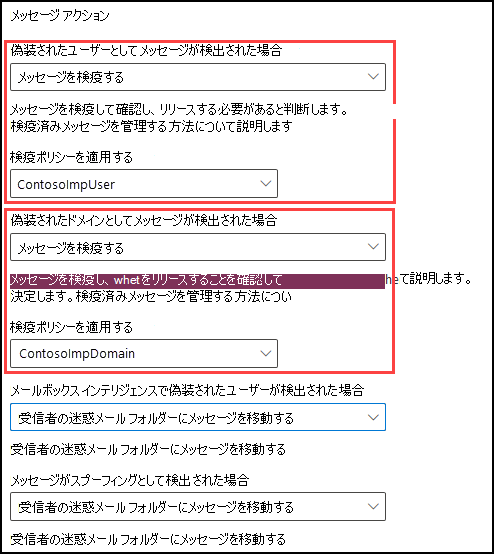 メッセージ アクション
偽装されたユーザーとしてメッセージが検出された場合
メッセージを検疫する
メッセージを検疫して確認し、リリースする必要があると判断します。
検疫済みメッセージを管理する方法について説明します
検疫ポリシーを適用する
ContosoImpUser
偽装されたドメインとしてメッセージが検出された場合
メッセージを検疫する
メッセージを検疫し、whetをリリースすることを確認して heて説明します。
決定します。検疫済みメッセージを管理する方法につい
検疫ポリシーを適用する
ContosoImpDomain
メールボックス インテリジェンスで偽装されたユーザーが検出された場合
受信者の迷惑メール フォルダーにメッセージを移動する
受信者の迷惑メール フォルダーにメッセージを移動する
メッセージがスプーフィングとして検出された場合
受信者の迷惑メール フォルダーにメッセージを移動する
受信者の迷惑メール フォルダーにメッセージを移動する